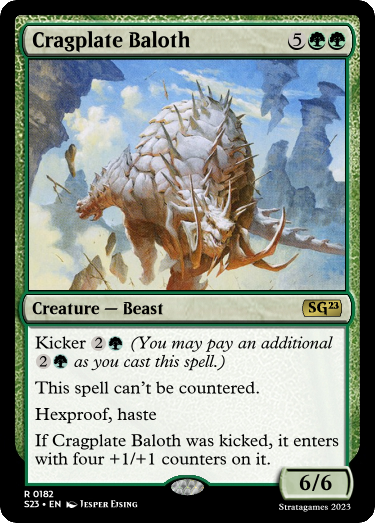 Cragplate Baloth 5
Creature — Beast SG23
Kicker 2 (You may pay an additional
2 as you cast this spell.)
This spell can't be countered.
Hexproof, haste
If Cragplate Baloth was kicked, it enters
with four +1/+1 counters on it.
6/6
R 0182
S23 • EN Jesper Ejsing
Stratagames 2023